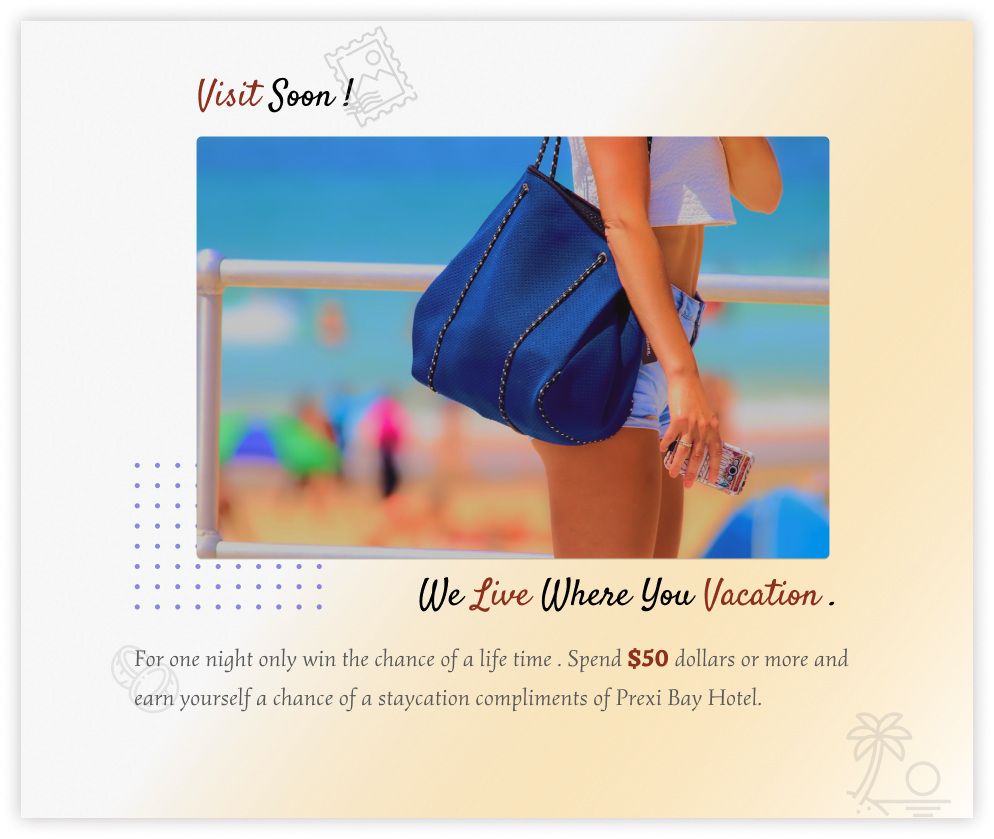 Visit Soon !
We Live Where You Vacation .
For one night only win the chance of a life time . Spend $50 dollars or more and
earn yourself a chance of a staycation compliments of Prexi Bay Hotel.